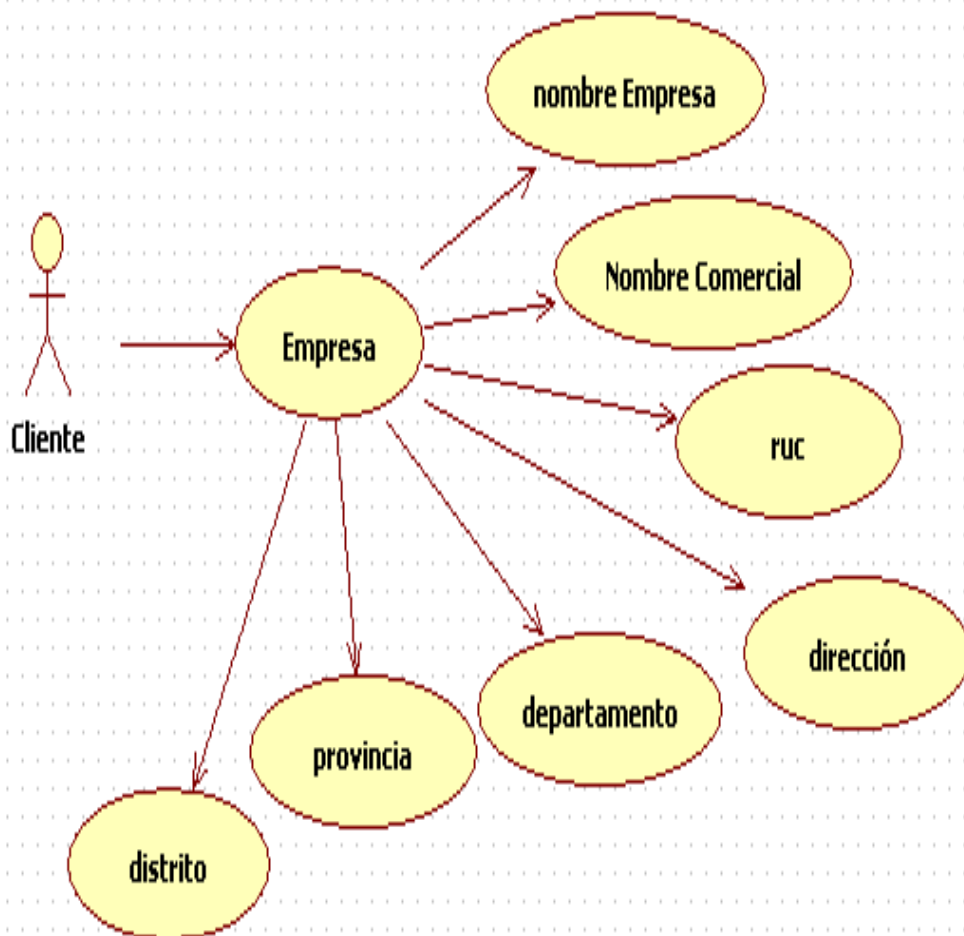 nombre Empresa
Nombre Comercial
Empresa
Cliente
ruc
dirección
departamento
provincia
distrito